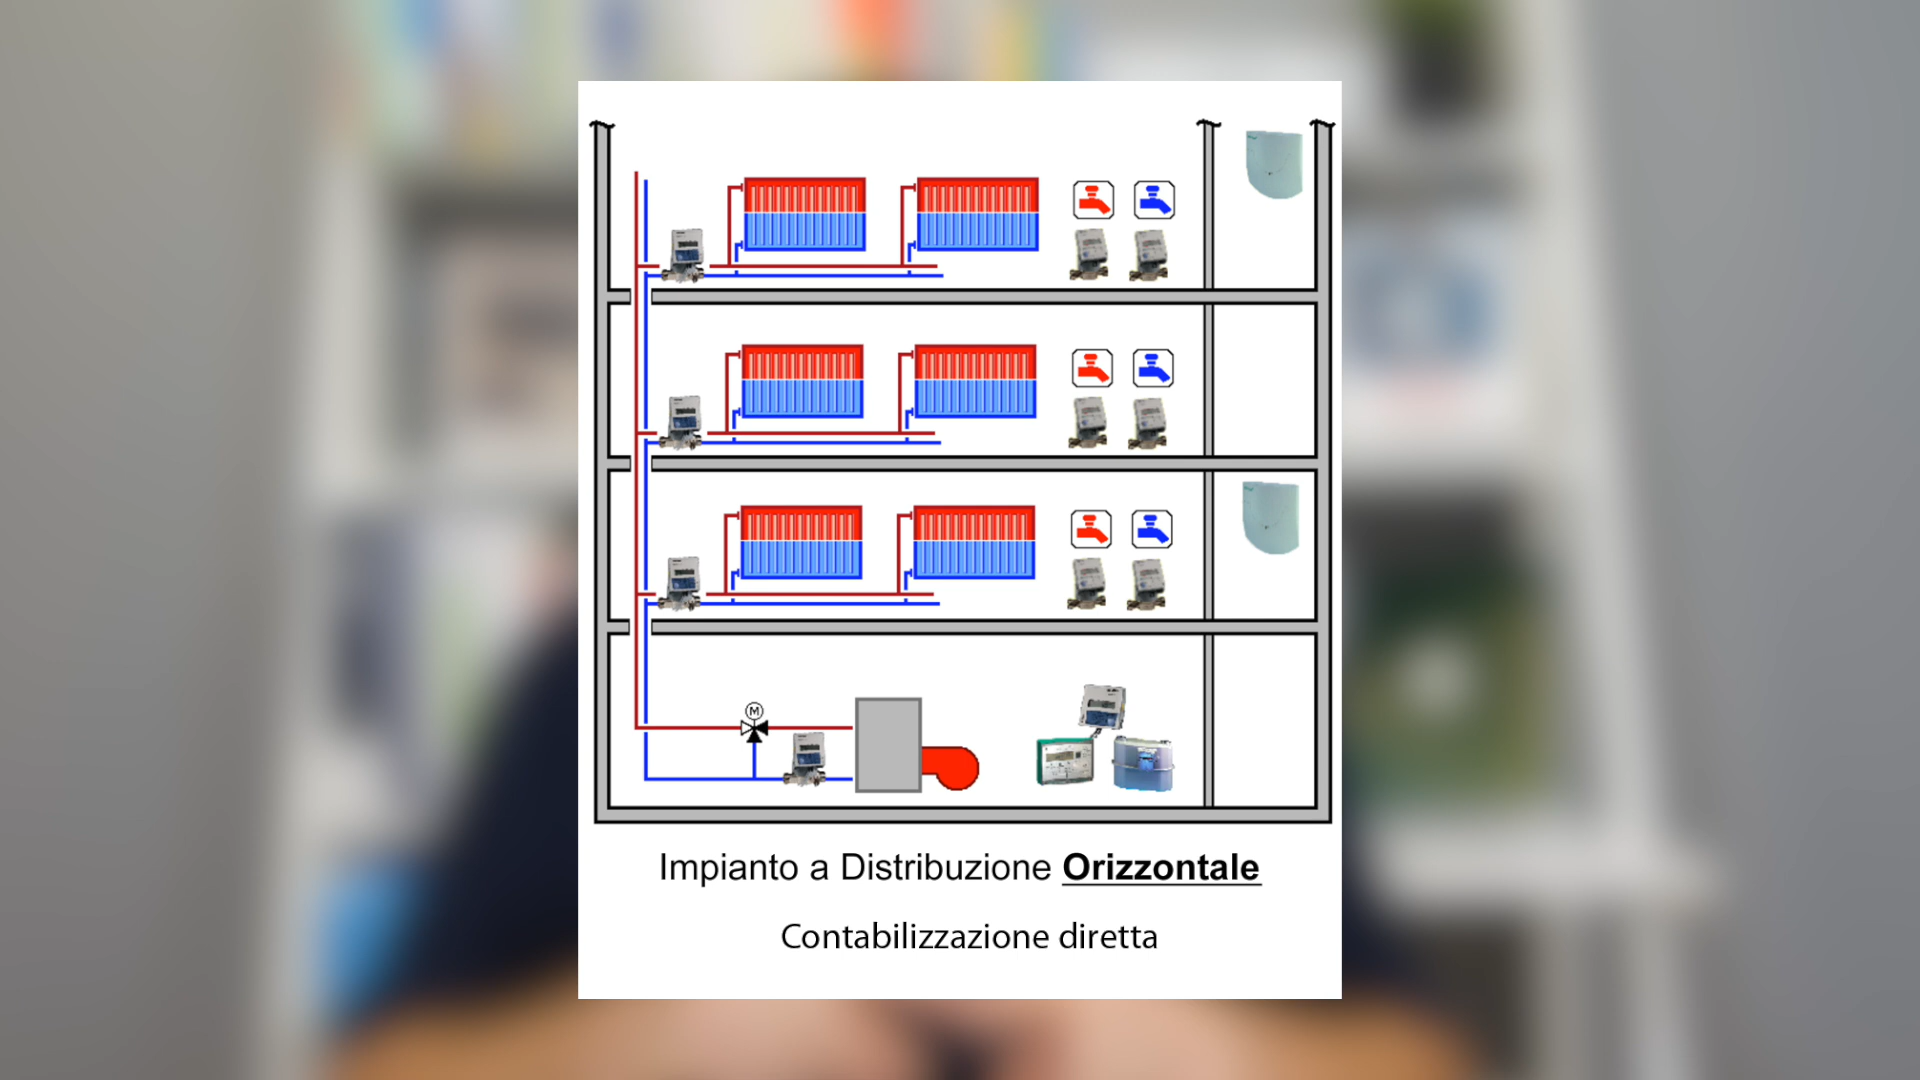 M
Impianto a Distribuzione Orizzontale
Contabilizzazione diretta